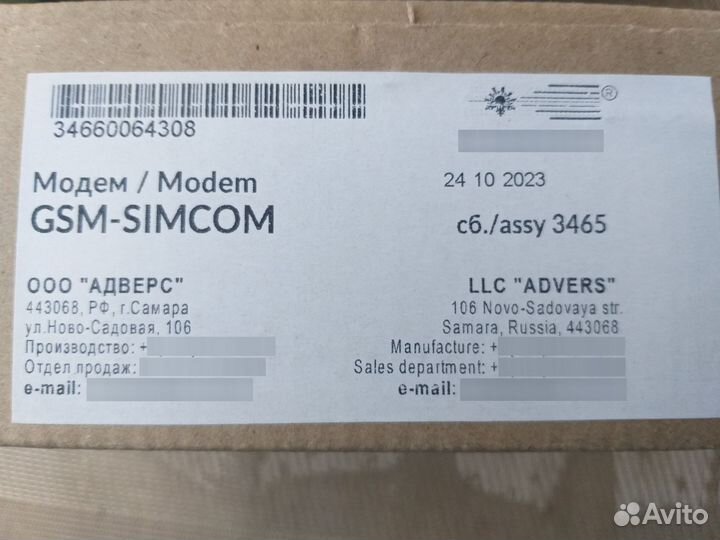 34660064308
®
Модем / Modem
24 10 2023
GSM-SIMCOM
сб./assy 3465
ООО "АДВЕРС"
443068, РФ, г.Самара
ул.Ново-Садовая, 106
Производство: +
Отдел продаж:
e-mail:
LLC "ADVERS"
106 Novo-Sadovaya str.
Samara, Russia, 443068
Manufacture: +
Sales department: +
e-mail:
Avito